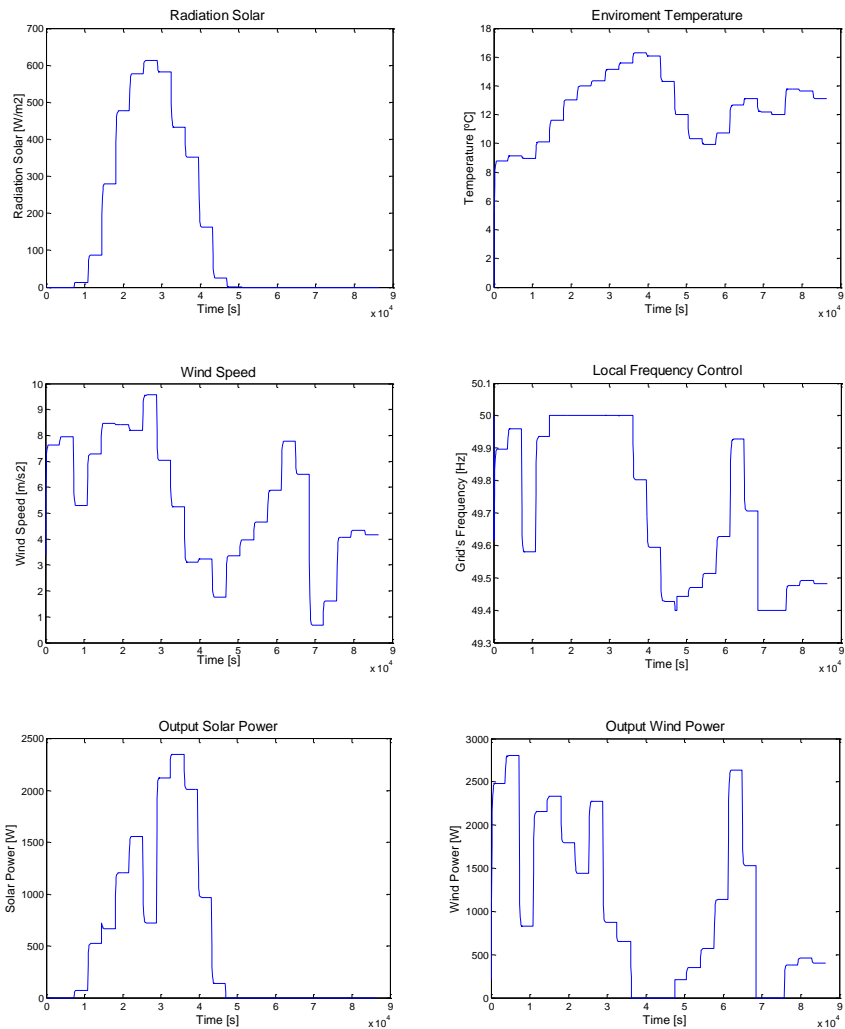 Radiation Solar
Radiation Solar [W/m2]
700
600
500
400
300
200
100
0
0 1 2 3 4 5 6 7 8 9
Time [s]
x 10^4
Enviroment Temperature
Temperature [ºC]
18
16
14
12
10
8
6
4
2
0
0 1 2 3 4 5 6 7 8 9
Time [s]
x 10^4
Wind Speed
Wind Speed [m/s2]
10
9
8
7
6
5
4
3
2
1
0
0 1 2 3 4 5 6 7 8 9
Time [s]
x 10^4
Local Frequency Control
Grid's Frequency [Hz]
50.1
50
49.9
49.8
49.7
49.6
49.5
49.4
49.3
0 1 2 3 4 5 6 7 8 9
Time [s]
x 10^4
Output Solar Power
Solar Power [W]
2500
2000
1500
1000
500
0
0 1 2 3 4 5 6 7 8 9
Time [s]
x 10^4
Output Wind Power
Wind Power [W]
3000
2500
2000
1500
1000
500
0
0 1 2 3 4 5 6 7 8 9
Time [s]
x 10^4